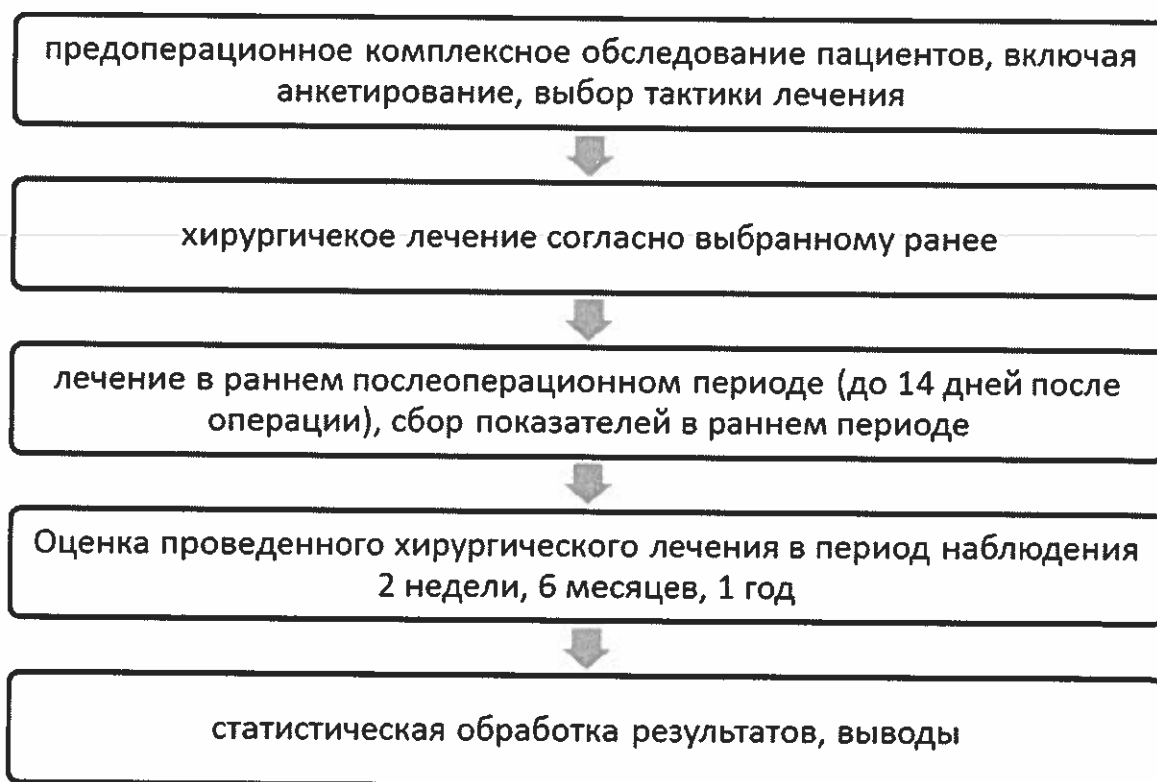 предоперационное комплексное обследование пациентов, включая
анкетирование, выбор тактики лечения
хирургичекое лечение согласно выбранному ранее
лечение в раннем послеоперационном периоде (до 14 дней после
операции), сбор показателей в раннем периоде
Оценка проведенного хирургического лечения в период наблюдения
2 недели, 6 месяцев, 1 год
статистическая обработка результатов, выводы